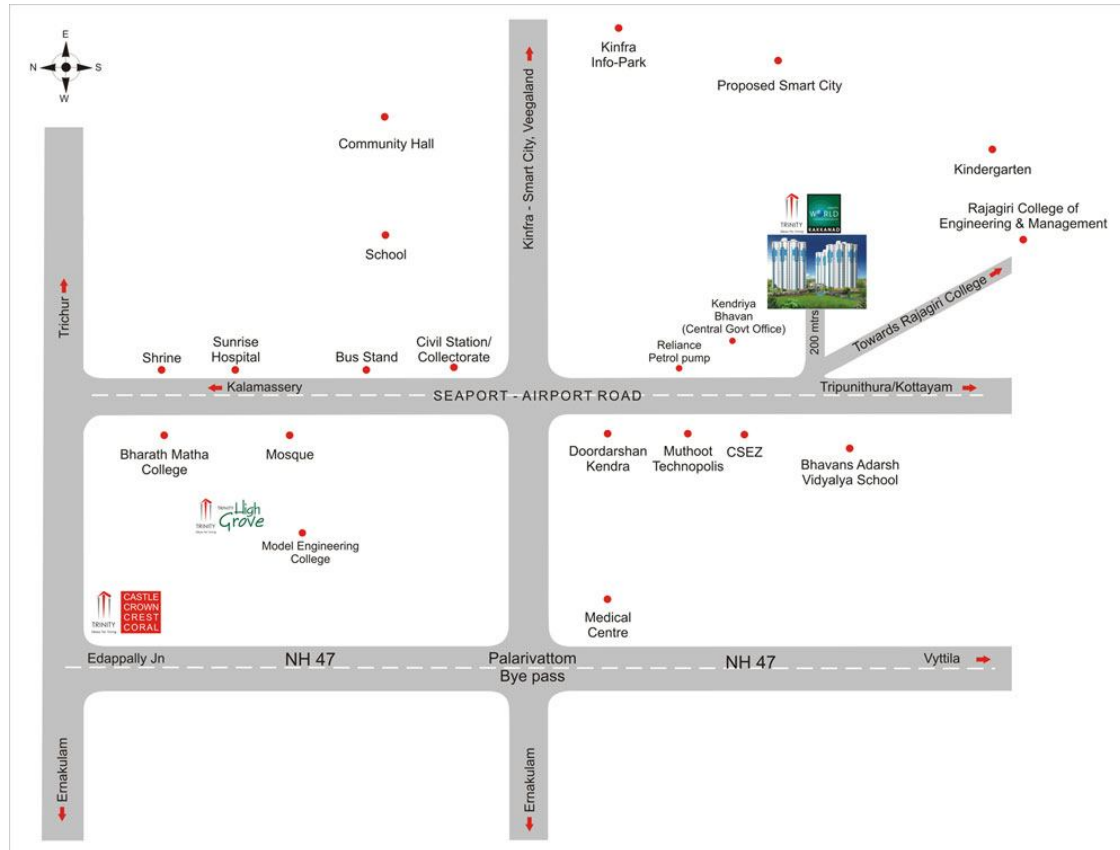 E
N
S
W
Kinfra
Info-Park
Proposed Smart City
Community Hall
Kinfra - Smart City, Veegaland
Kindergarten
TRINITY
WORLD
KAKKANAD
Rajagiri College of
Engineering & Management
School
Trichur
Kendriya
Bhavan
(Central Govt Office)
200 mtrs
Towards Rajagiri College
Reliance
Petrol pump
Shrine
Sunrise
Hospital
Bus Stand
Civil Station/
Collectorate
Kalamassery
SEAPORT - AIRPORT ROAD
Tripunithura/Kottayam
Bharath Matha
College
Mosque
Doordarshan
Kendra
Muthoot
Technopolis
CSEZ
Bhavans Adarsh
Vidyalya School
TRINITY
TRINITY
High
Grove
Model Engineering
College
TRINITY
CASTLE
CROWN
CREST
CORAL
Medical
Centre
Edappally Jn
NH 47
Palarivattom
Bye pass
NH 47
Vyttila
Ernakulam
Ernakulam